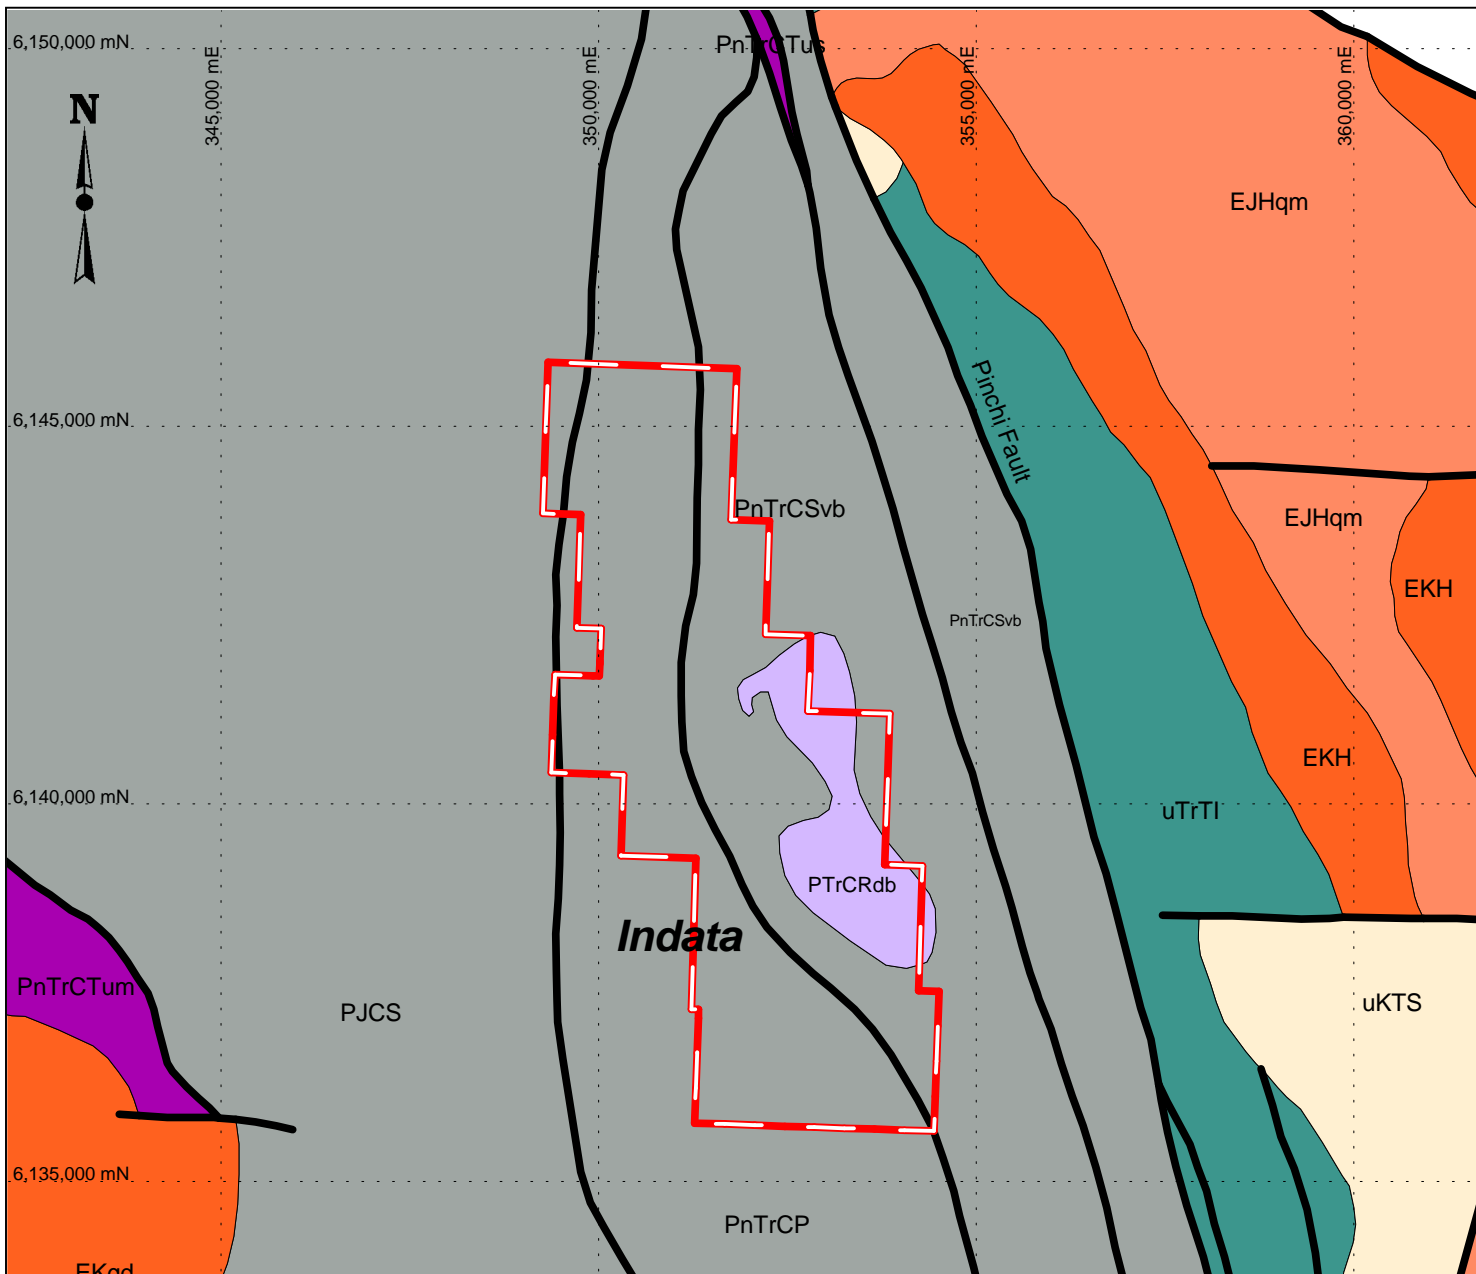 6,150,000 mN
PnTrCTus
345,000 mE
350,000 mE
355,000 mE
360,000 mE
N
EJHqm
Pinchi Fault
6,145,000 mN
PnTrCSvb
EJHqm
EKH
PnTrCSvb
EKH
6,140,000 mN
uTrTl
PTrCRdb
Indata
PnTrCTum
PJCS
uKTS
6,135,000 mN
PnTrCP
EKgd